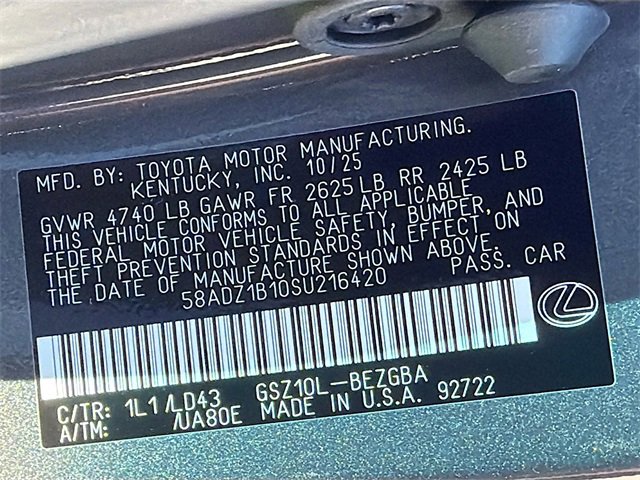 MFD. BY: TOYOTA MOTOR MANUFACTURING.
KENTUCKY, INC. 10/25
GVWR 4740 LB GAWR FR 2625 LB RR 2425 LB
THIS VEHICLE CONFORMS TO ALL APPLICABLE
FEDERAL MOTOR VEHICLE SAFETY, BUMPER, AND
THEFT PREVENTION STANDARDS IN EFFECT ON
THE DATE OF MANUFACTURE SHOWN ABOVE.
58ADZ1B10SU216420 PASS. CAR
C/TR: 1L1 /LD43 GSZ10L-BEZGBA
A/TM: /UA80E MADE IN U.S.A. 92722